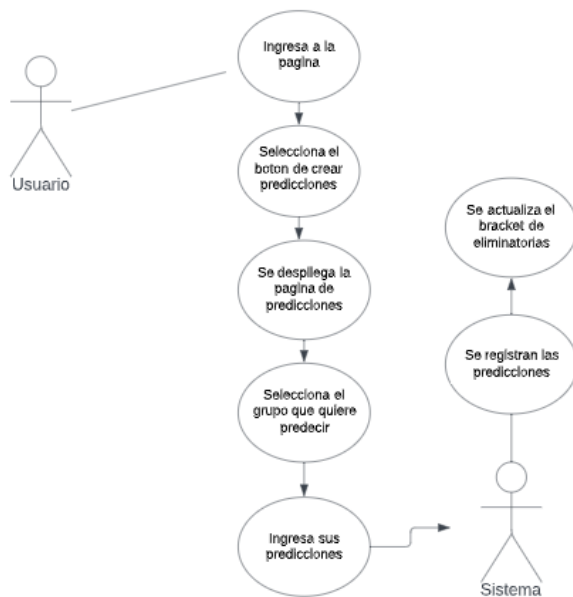 Ingresa a la
pagina
Usuario
Selecciona el
boton de crear
predicciones
Se despliega la
pagina de
predicciones
Selecciona el
grupo que quiere
predecir
Ingresa sus
predicciones
Se actualiza el
bracket de
eliminatorias
Se registran las
predicciones
Sistema